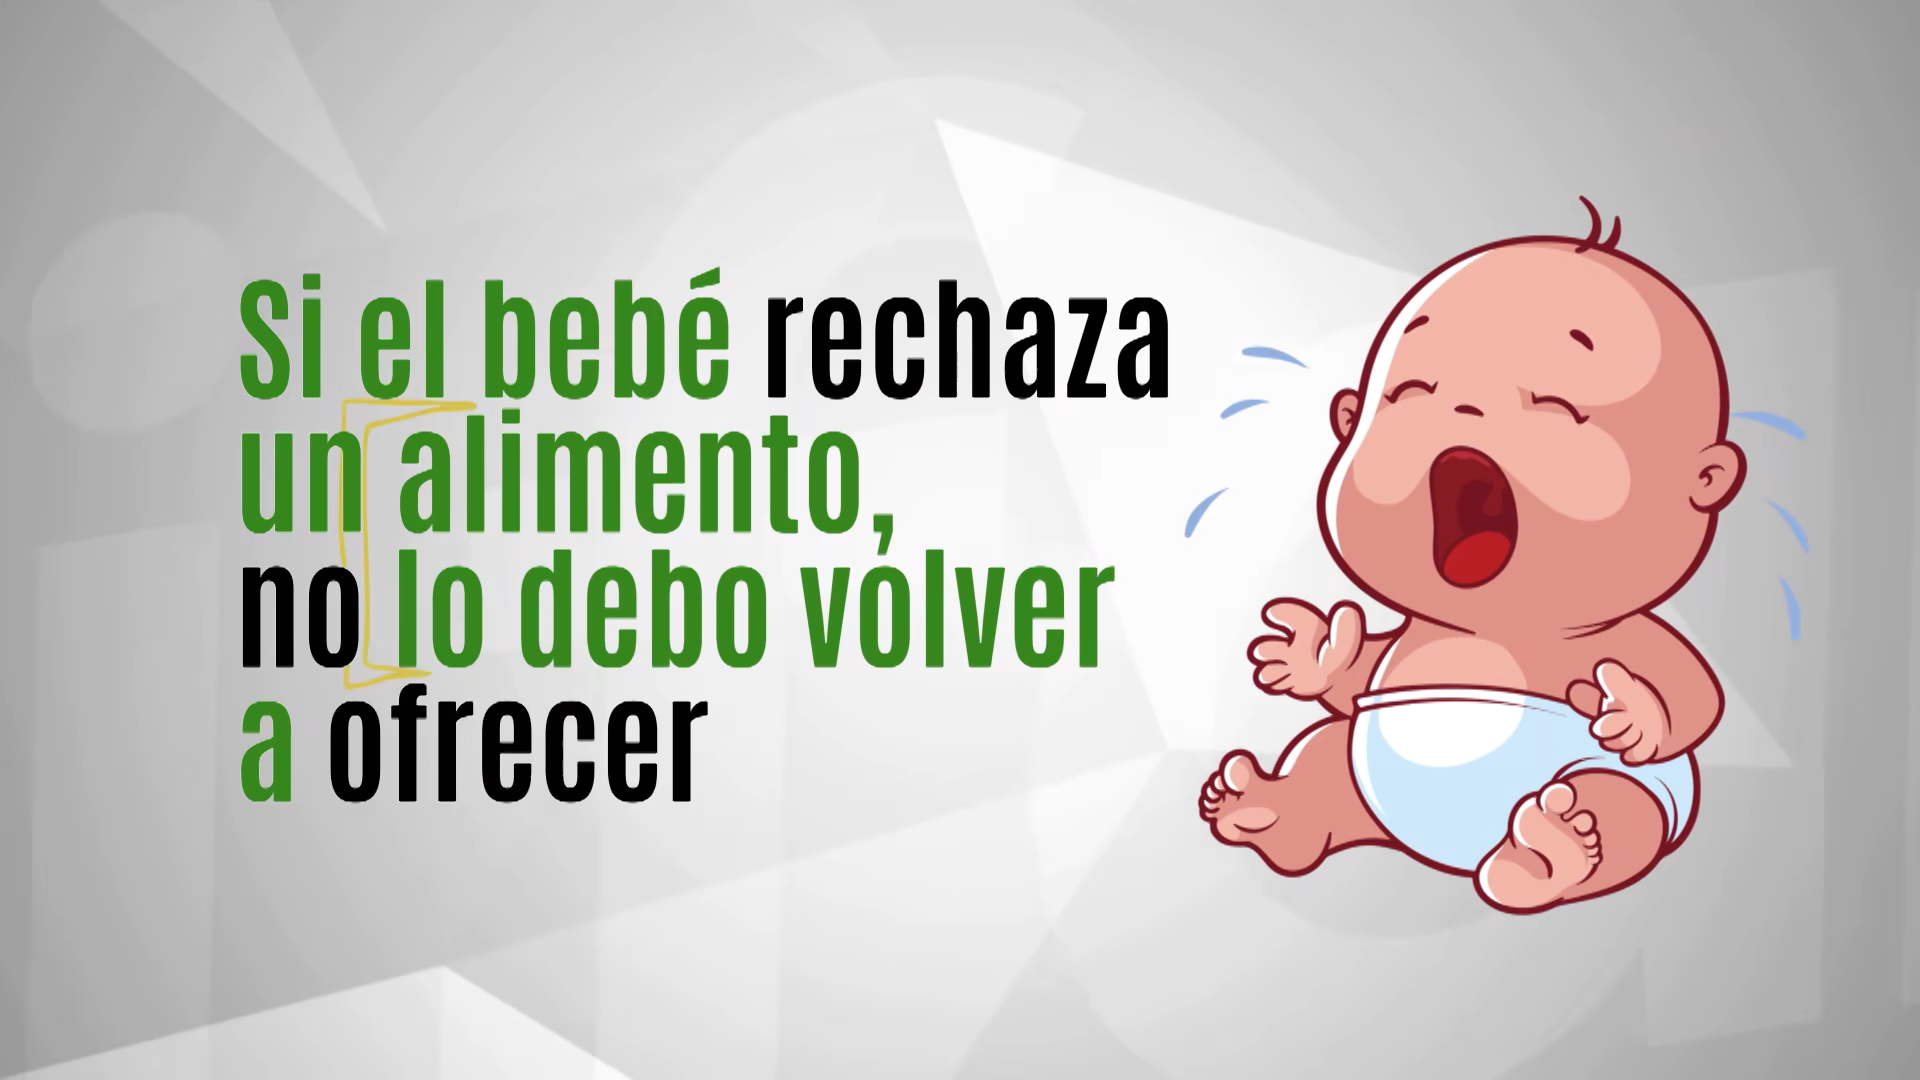 Si el bebé rechaza
un alimento,
no lo debo volver
a ofrecer